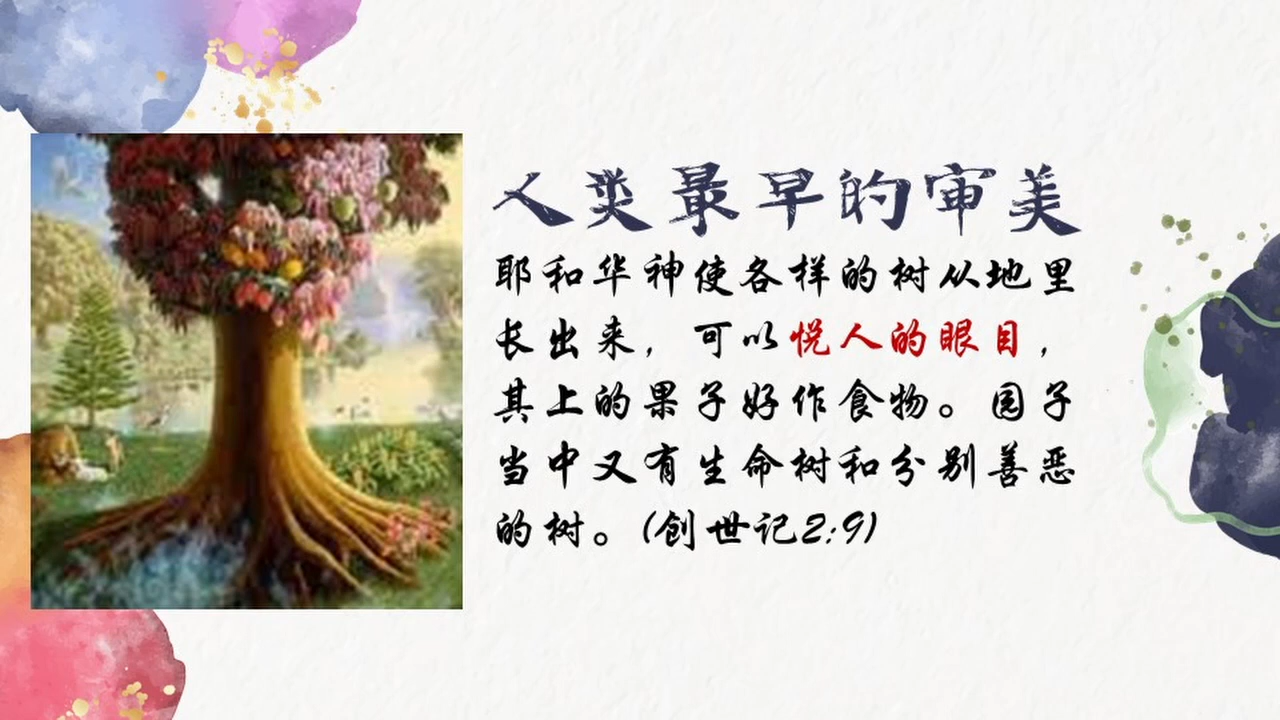 人类最早的审美
耶和华神使各样的树从地里
长出来，可以悦人的眼目，
其上的果子好作食物。园子
当中又有生命树和分别善恶
的树。(创世记2:9)